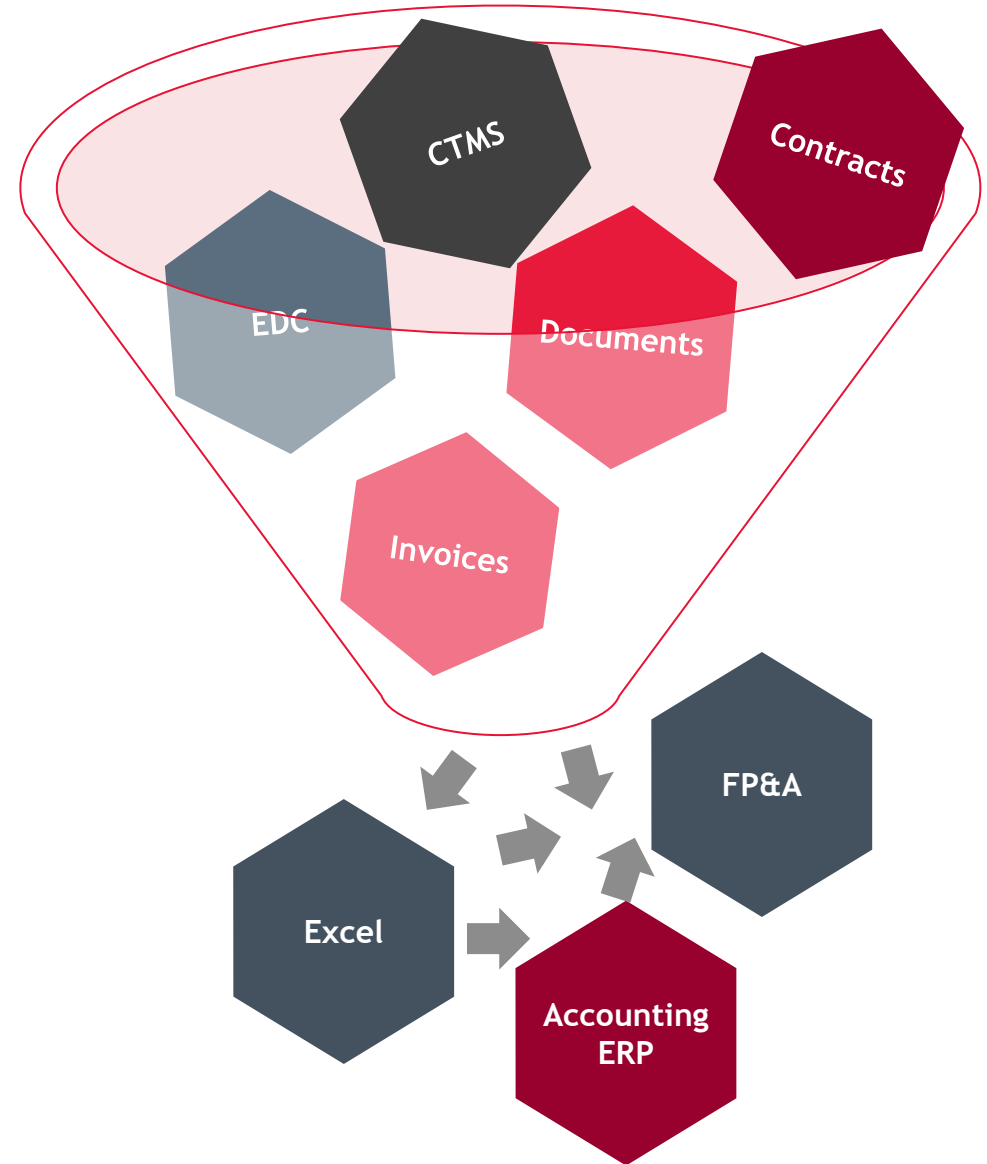 CTMS
Contracts
EDC
Documents
Invoices
FP&A
Excel
Accounting
ERP